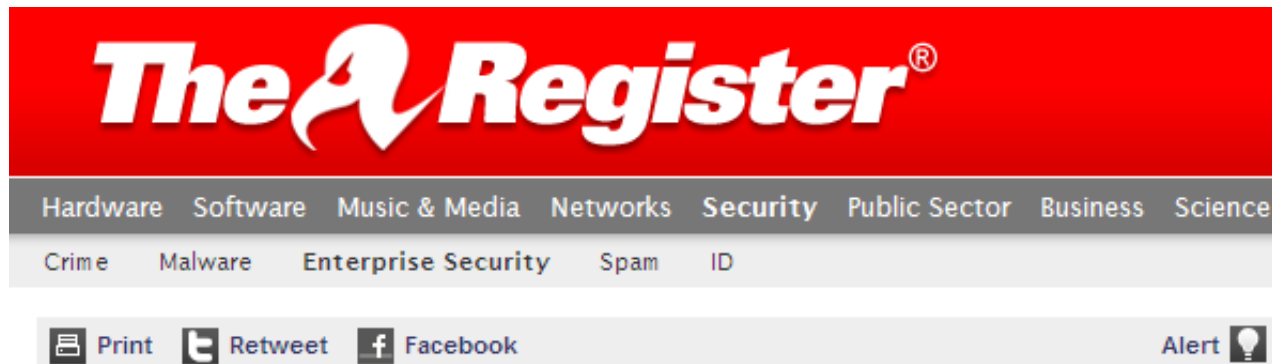 The Register®
Hardware Software Music & Media Networks Security Public Sector Business Science
Crime Malware Enterprise Security Spam ID
Print Retweet Facebook Alert